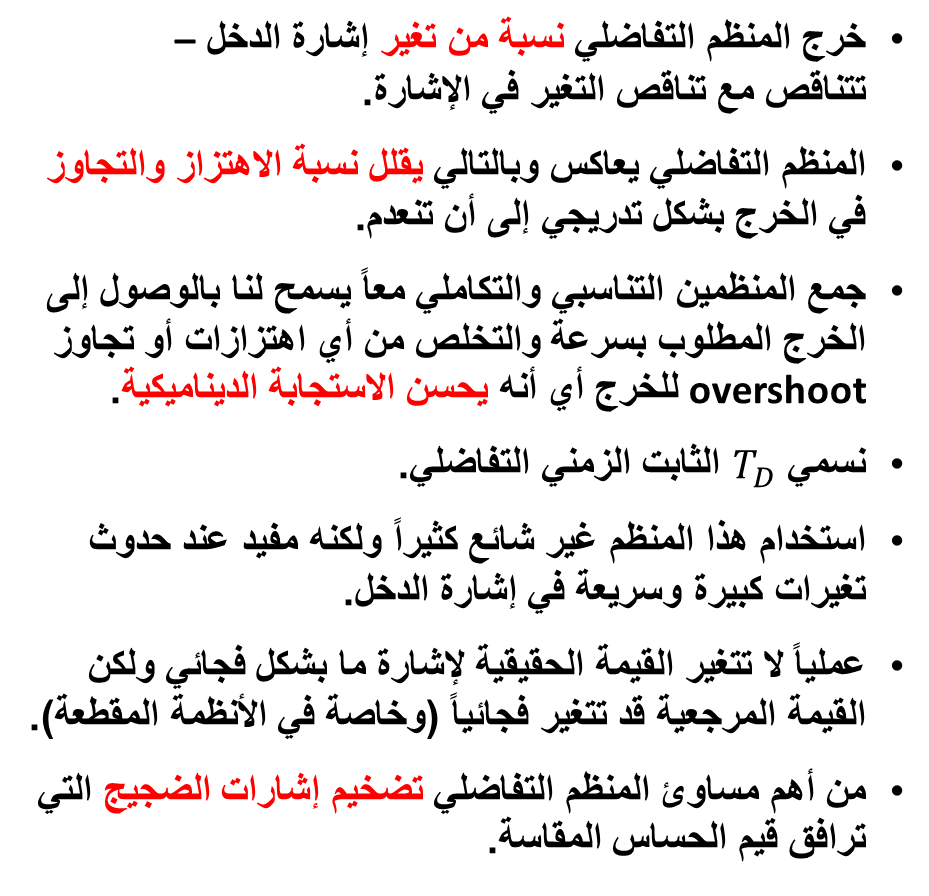 • خرج المنظم التفاضلي نسبة من تغير إشارة الدخل –
تتناقص مع تناقص التغير في الإشارة.
• المنظم التفاضلي يعاكس وبالتالي يقلل نسبة الاهتزاز والتجاوز
في الخرج بشكل تدريجي إلى أن تنعدم.
• جمع المنظمين التناسبي والتكاملي معاً يسمح لنا بالوصول إلى
الخرج المطلوب بسرعة والتخلص من أي اهتزازات أو تجاوز
overshoot للخرج أي أنه يحسن الاستجابة الديناميكية.
• نسمي T_D الثابت الزمني التفاضلي.
• استخدام هذا المنظم غير شائع كثيراً ولكنه مفيد عند حدوث
تغيرات كبيرة وسريعة في إشارة الدخل.
• عملياً لا تتغير القيمة الحقيقية لإشارة ما بشكل فجائي ولكن
القيمة المرجعية قد تتغير فجائياً (وخاصة في الأنظمة المقطعة).
• من أهم مساوئ المنظم التفاضلي تضخيم إشارات الضجيج التي
ترافق قيم الحساس المقاسة.